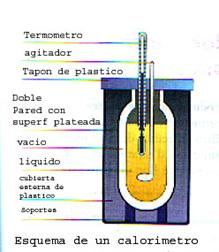 Termometro
agitador
Tapon de plastico
Doble
Pared con
superf plateada
vacio
liquido
cubierta
esterna de
plastico
Soportes
Esquema de un calorimetro